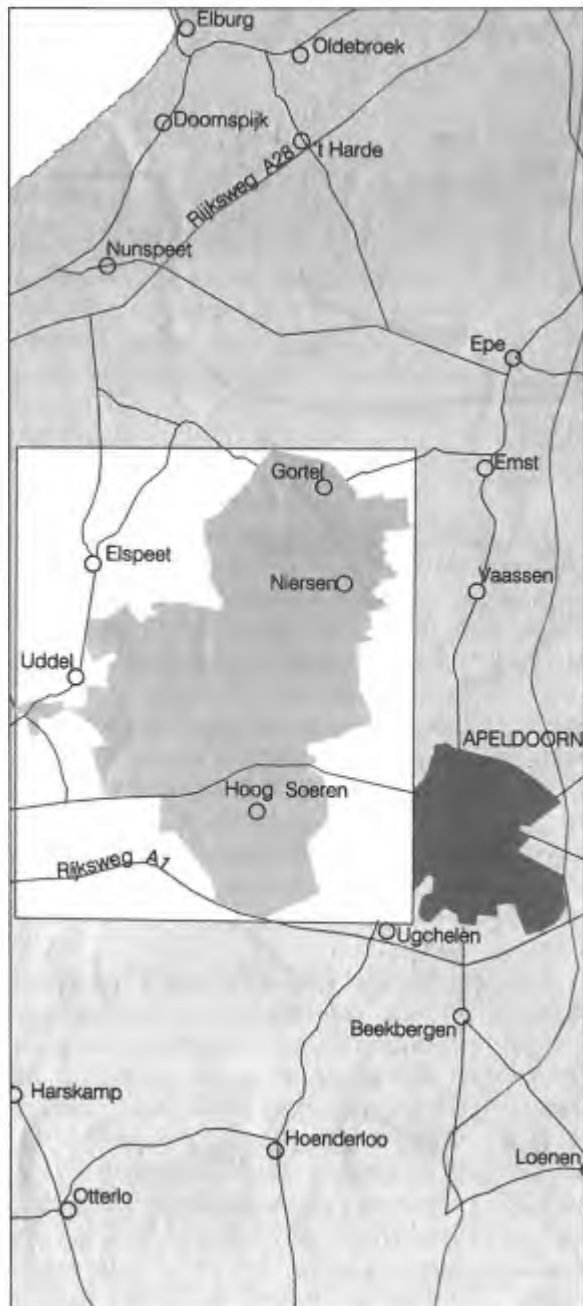 Elburg
Oldebroek
Doornspijk
't Harde
Rijksweg A28
Nunspeet
Epe
Gortel
Emst
Elspeet
Niersen
Vaassen
Uddel
APELDOORN
Hoog Soeren
Rijksweg A1
Ugchelen
Beekbergen
Harskamp
Hoenderloo
Loenen
Otterlo